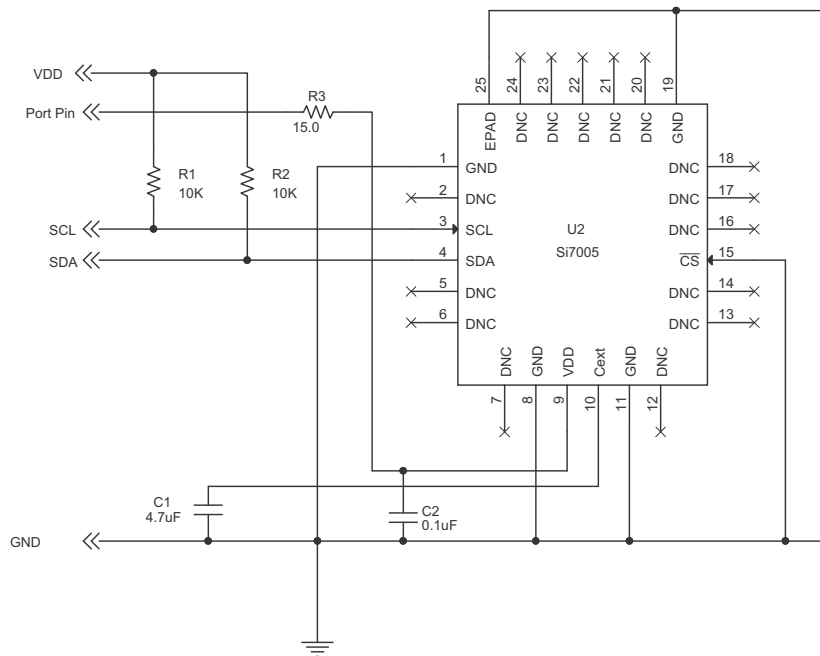 VDD
Port Pin
R3
15.0
R1
10K
R2
10K
SCL
SDA
GND
C1
4.7uF
C2
0.1uF
25
24
23
22
21
20
19
EPAD
DNC
DNC
DNC
DNC
DNC
GND
1
GND
2
DNC
3
SCL
4
SDA
5
DNC
6
DNC
U2
Si7005
DNC
18
DNC
17
DNC
16
CS
15
DNC
14
DNC
13
DNC
GND
VDD
Cext
GND
DNC
7
8
9
10
11
12